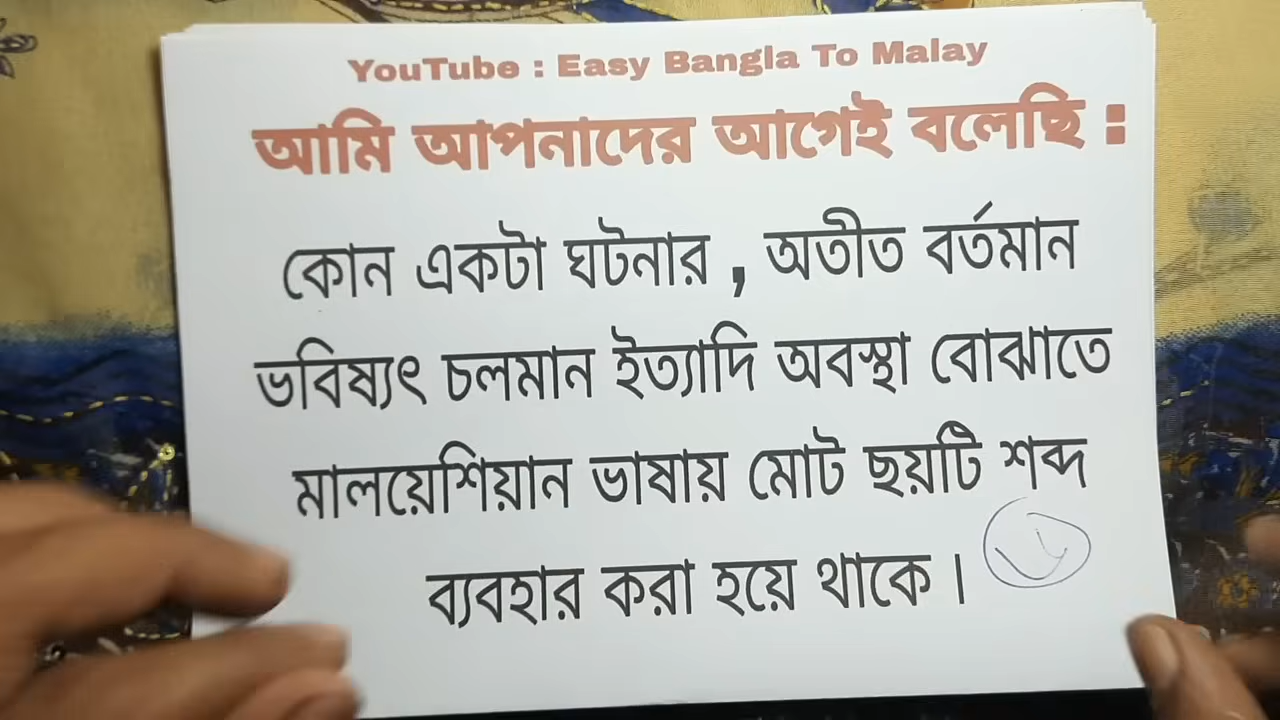 YouTube : Easy Bangla To Malay
আমি আপনাদের আগেই বলেছি :
কোন একটা ঘটনার , অতীত বর্তমান
ভবিষ্যৎ চলমান ইত্যাদি অবস্থা বোঝাতে
মালয়েশিয়ান ভাষায় মোট ছয়টি শব্দ
ব্যবহার করা হয়ে থাকে ।